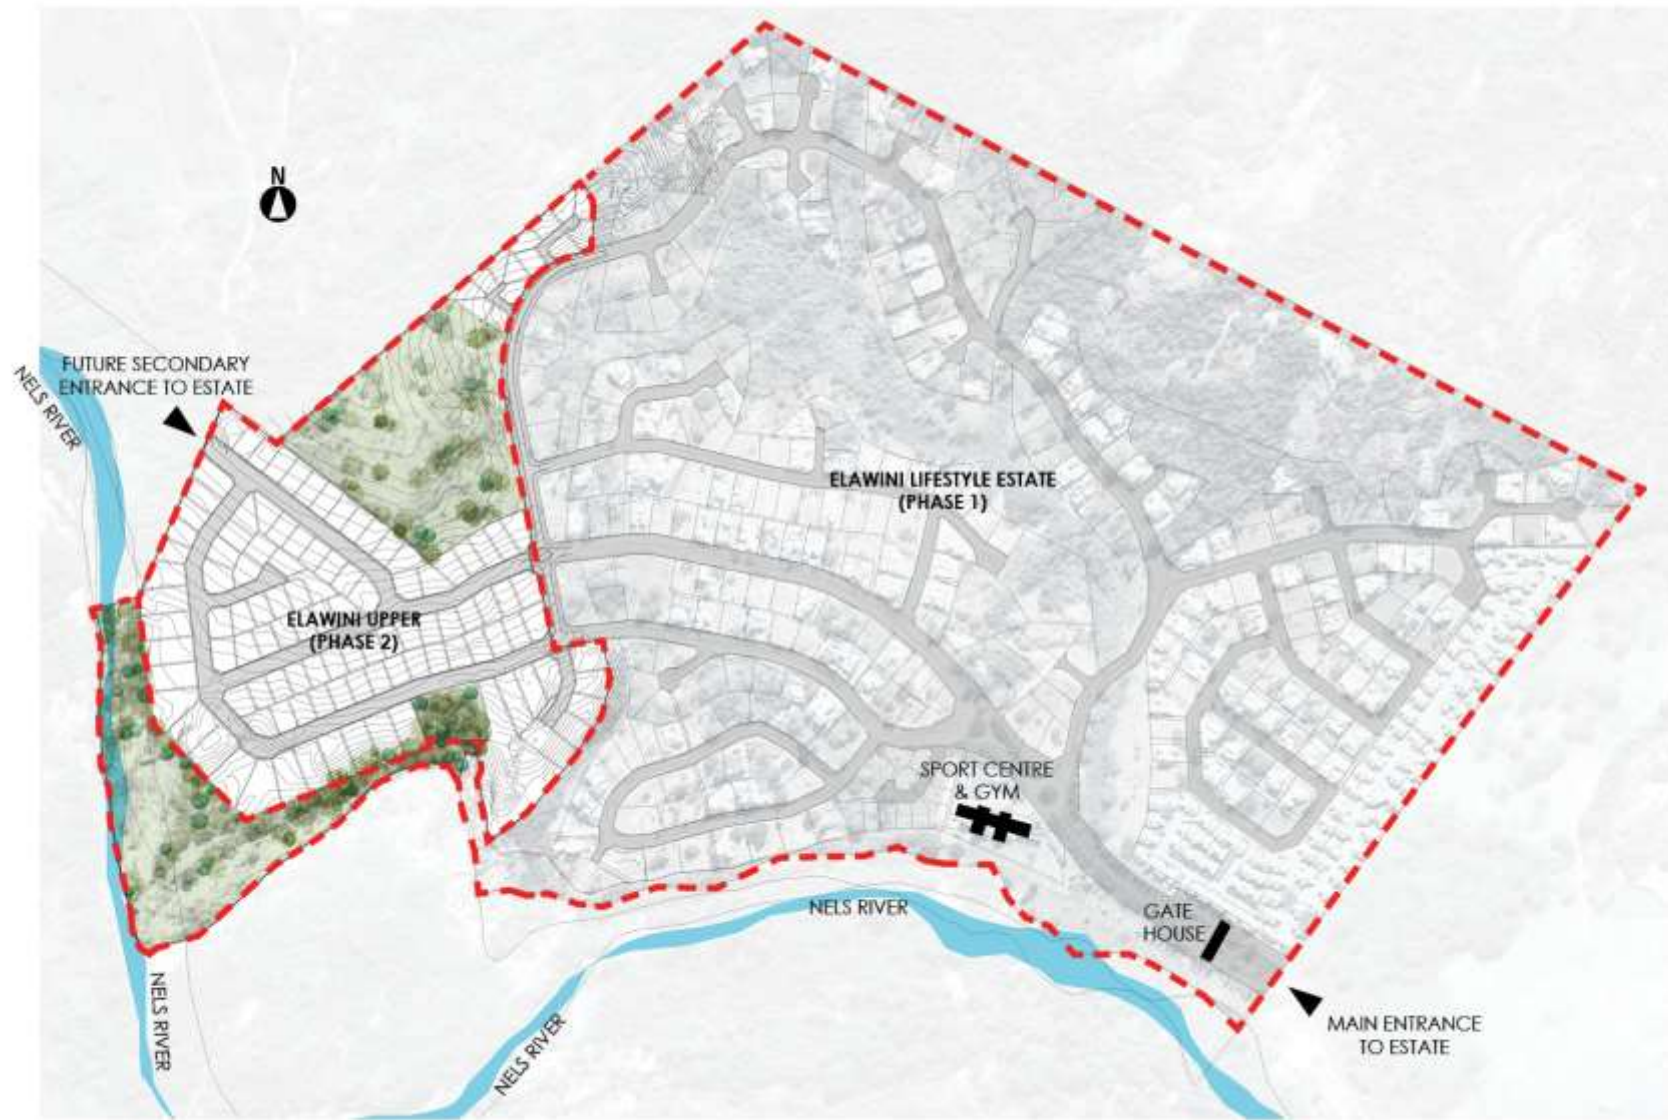 N
FUTURE SECONDARY
ENTRANCE TO ESTATE
NELS RIVER
ELAWINI LIFESTYLE ESTATE
(PHASE 1)
ELAWINI UPPER
(PHASE 2)
SPORT CENTRE
& GYM
NELS RIVER
GATE
HOUSE
NELS RIVER
NELS RIVER
MAIN ENTRANCE
TO ESTATE